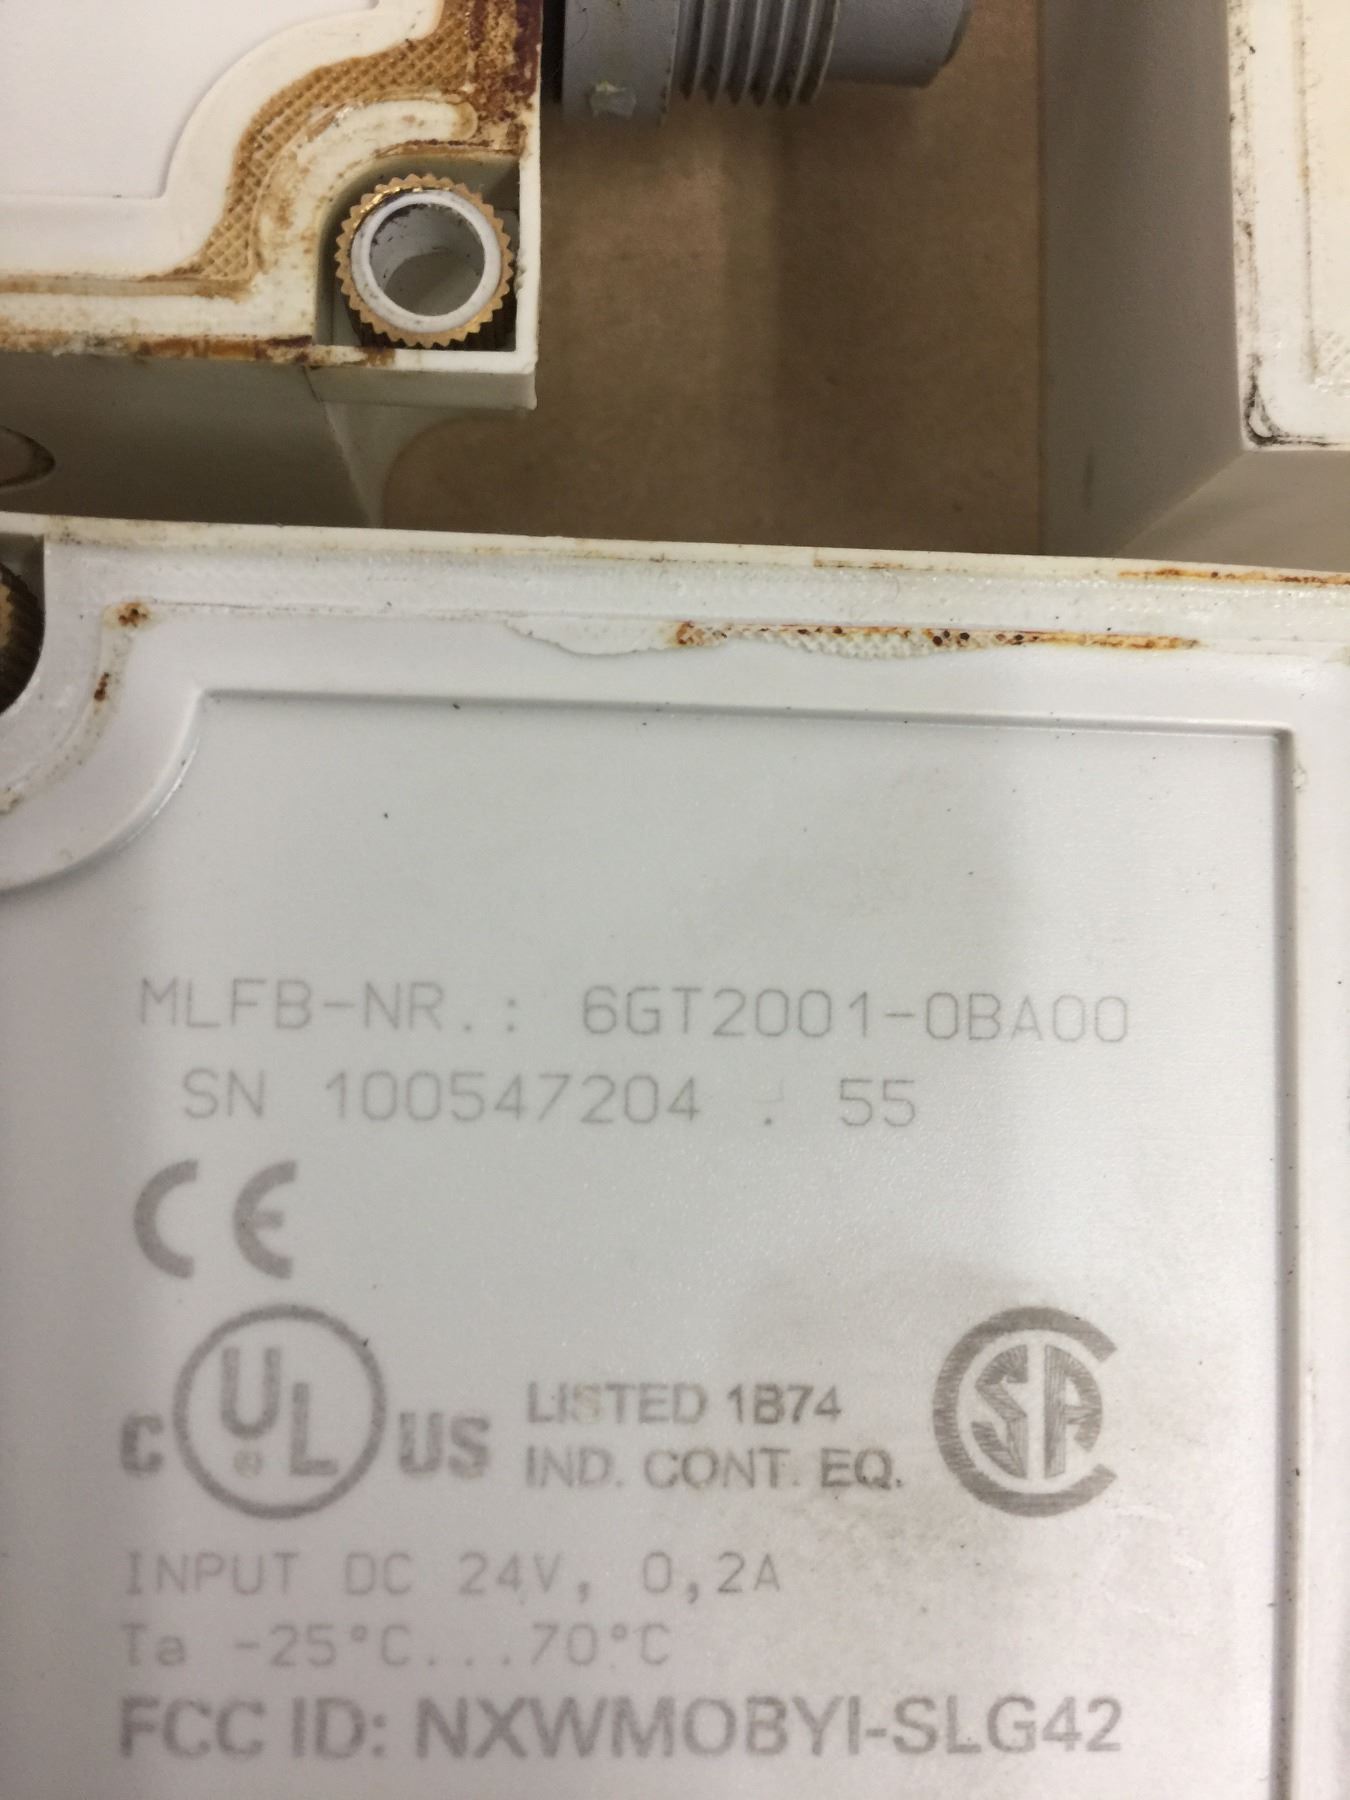 MLFB-NR.: 6GT2001-0BA00
SN 100547204 . 55
CE
C UL US LISTED 1B74
IND. CONT. EQ.
SA
INPUT DC 24V, 0,2A
Ta -25°C...70°C
FCC ID: NXWMOBYI-SLG42